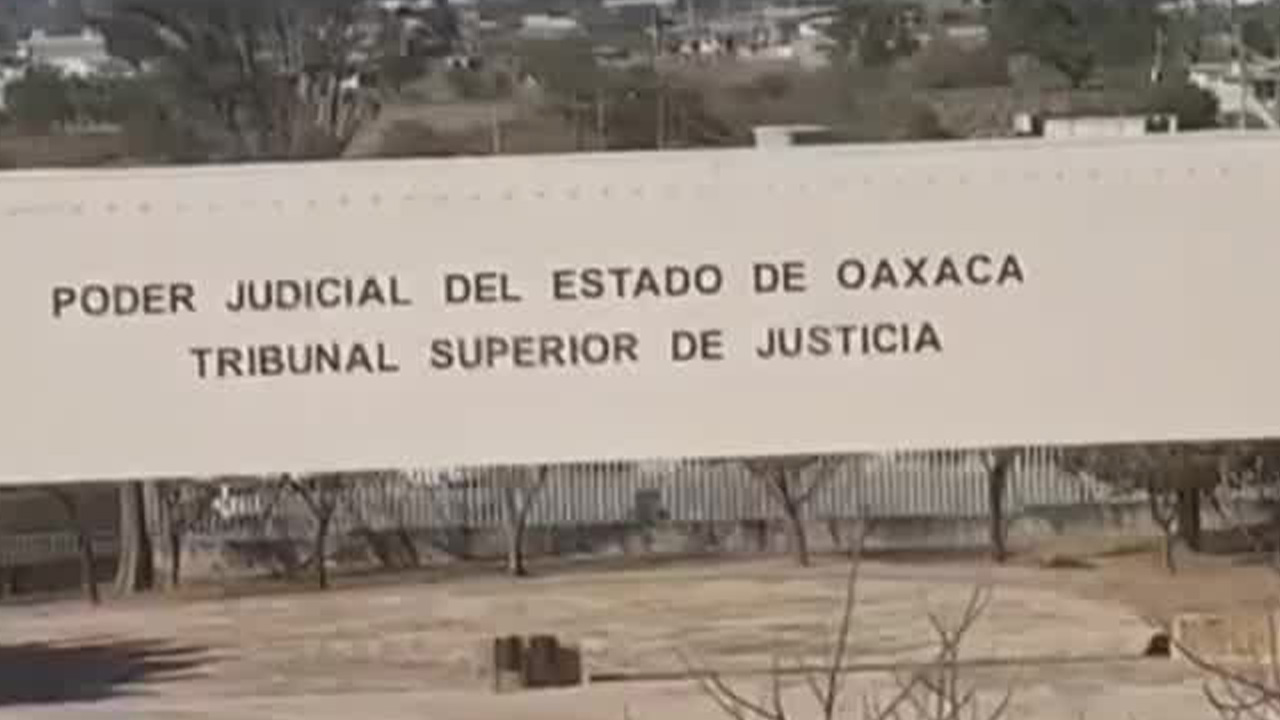 PODER JUDICIAL DEL ESTADO DE OAXACA
TRIBUNAL SUPERIOR DE JUSTICIA